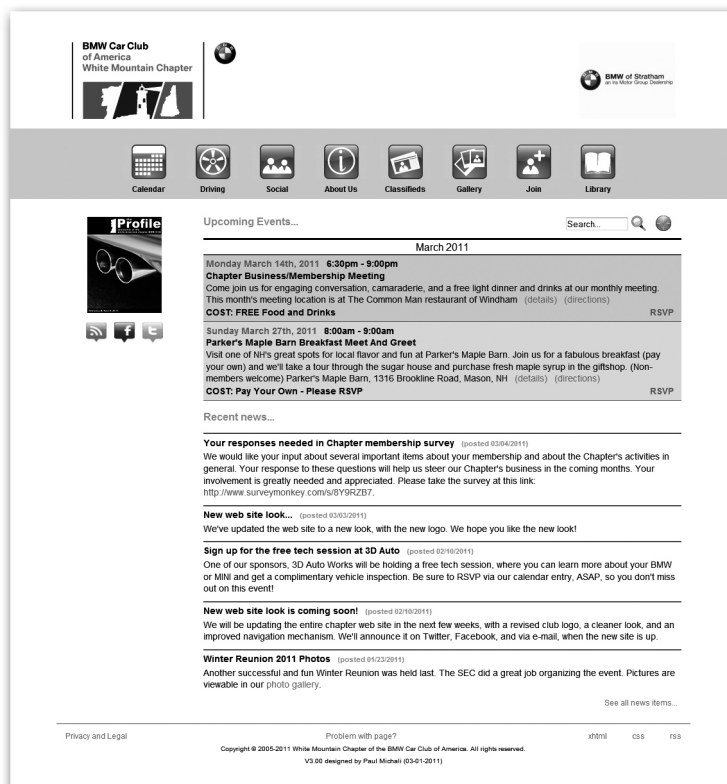 BMW Car Club
of America
White Mountain Chapter
BMW of Stratham
an Ira Motor Group Dealership
Calendar Driving Social About Us Classifieds Gallery Join Library
Profile
Upcoming Events...
Search...
March 2011
Monday March 14th, 2011 6:30pm - 9:00pm
Chapter Business/Membership Meeting
Come join us for engaging conversation, camaraderie, and a free light dinner and drinks at our monthly meeting.
This month's meeting location is at The Common Man restaurant of Windham (details) (directions)
COST: FREE Food and Drinks RSVP
Sunday March 27th, 2011 8:00am - 9:00am
Parker's Maple Barn Breakfast Meet And Greet
Visit one of NH's great spots for local flavor and fun at Parker's Maple Barn. Join us for a fabulous breakfast (pay
your own) and we'll take a tour through the sugar house and purchase fresh maple syrup in the giftshop. (Non-
members welcome) Parker's Maple Barn, 1316 Brookline Road, Mason, NH (details) (directions)
COST: Pay Your Own - Please RSVP RSVP
Recent news...
Your responses needed in Chapter membership survey (posted 03/04/2011)
We would like your input about several important items about your membership and about the Chapter's activities in
general. Your response to these questions will help us steer our Chapter's business in the coming months. Your
involvement is greatly needed and appreciated. Please take the survey at this link:
http://www.surveymonkey.com/s/8Y9RZB7.
New web site look... (posted 03/03/2011)
We've updated the web site to a new look, with the new logo. We hope you like the new look!
Sign up for the free tech session at 3D Auto (posted 02/10/2011)
One of our sponsors, 3D Auto Works will be holding a free tech session, where you can learn more about your BMW
or MINI and get a complimentary vehicle inspection. Be sure to RSVP via our calendar entry, ASAP, so you don't miss
out on this event!
New web site look is coming soon! (posted 02/10/2011)
We will be updating the entire chapter web site in the next few weeks, with a revised club logo, a cleaner look, and an
improved navigation mechanism. We'll announce it on Twitter, Facebook, and via e-mail, when the new site is up.
Winter Reunion 2011 Photos (posted 01/23/2011)
Another successful and fun Winter Reunion was held last. The SEC did a great job organizing the event. Pictures are
viewable in our photo gallery.
See all news items...
Privacy and Legal Problem with page? xhtml css rss
Copyright © 2005-2011 White Mountain Chapter of the BMW Car Club of America. All rights reserved.
V3.00 designed by Paul Michali (03-01-2011)